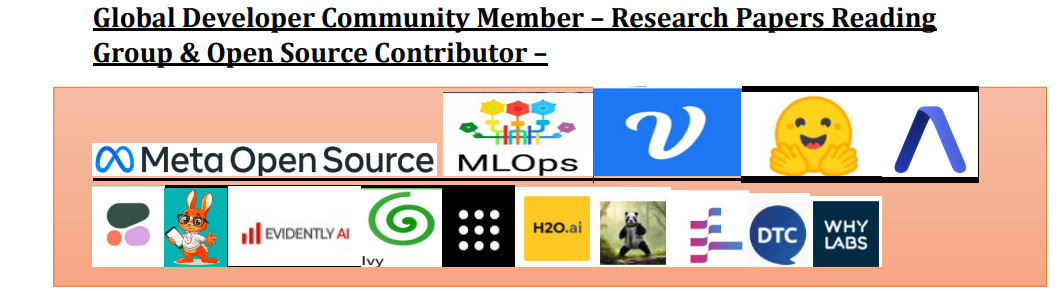 Global Developer Community Member – Research Papers Reading
Group & Open Source Contributor –
Meta Open Source
MLOps
EVIDENTLY AI
Ivy
H2O.ai
DTC
WHY
LABS